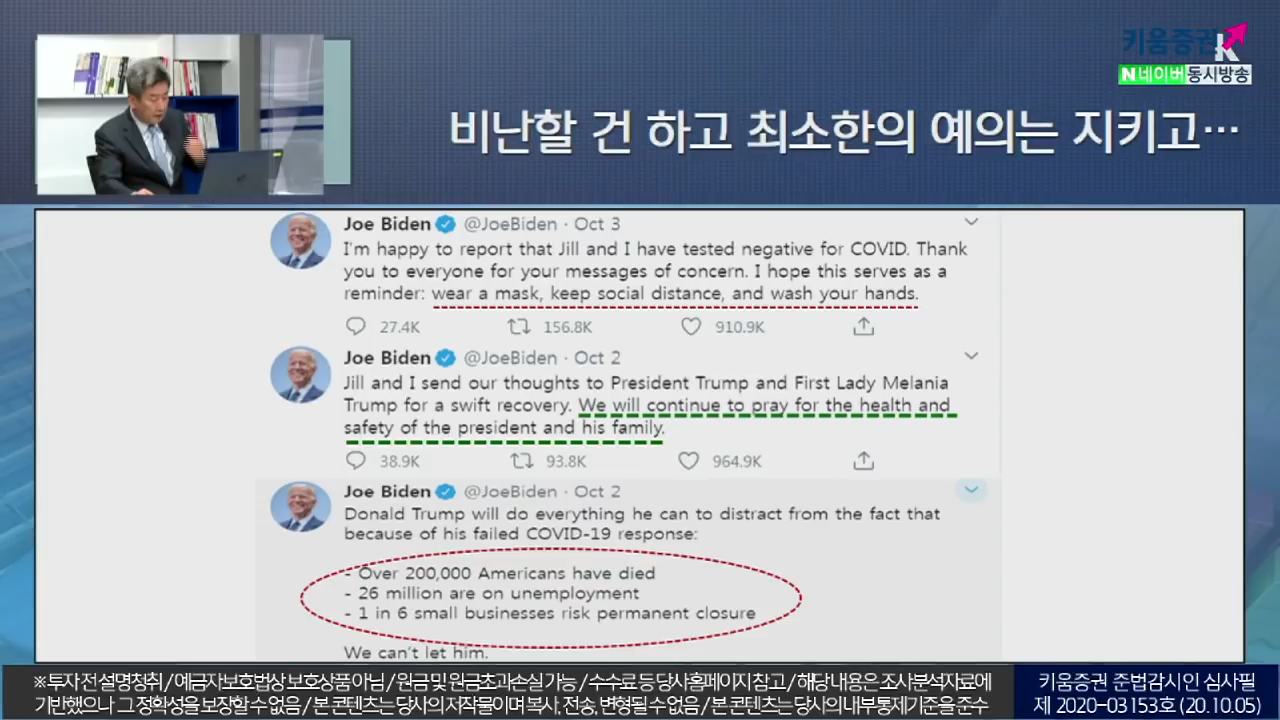 키움증권
N 네이버 동시방송
비난할 건 하고 최소한의 예의는 지키고…
Joe Biden @JoeBiden · Oct 3
I'm happy to report that Jill and I have tested negative for COVID. Thank
you to everyone for your messages of concern. I hope this serves as a
reminder: wear a mask, keep social distance, and wash your hands.
27.4K 156.8K 910.9K
Joe Biden @JoeBiden · Oct 2
Jill and I send our thoughts to President Trump and First Lady Melania
Trump for a swift recovery. We will continue to pray for the health and
safety of the president and his family.
38.9K 93.8K 964.9K
Joe Biden @JoeBiden · Oct 2
Donald Trump will do everything he can to distract from the fact that
because of his failed COVID-19 response:
- Over 200,000 Americans have died
- 26 million are on unemployment
- 1 in 6 small businesses risk permanent closure
We can't let him.
※ 투자 전 설명청취 / 예금자보호법상 보호상품 아님 / 원금 및 원금초과손실 가능 / 수수료 등 당사홈페이지 참고 / 해당 내용은 조사분석자료에
기반했으나 그 정확성을 보장할 수 없음 / 본 콘텐츠는 당사의 저작물이며 복사, 전송, 변형될 수 없음 / 본 콘텐츠는 당사의 내부통제기준을 준수
키움증권 준법감시인 심사필
제 2020-03153호 (20.10.05)